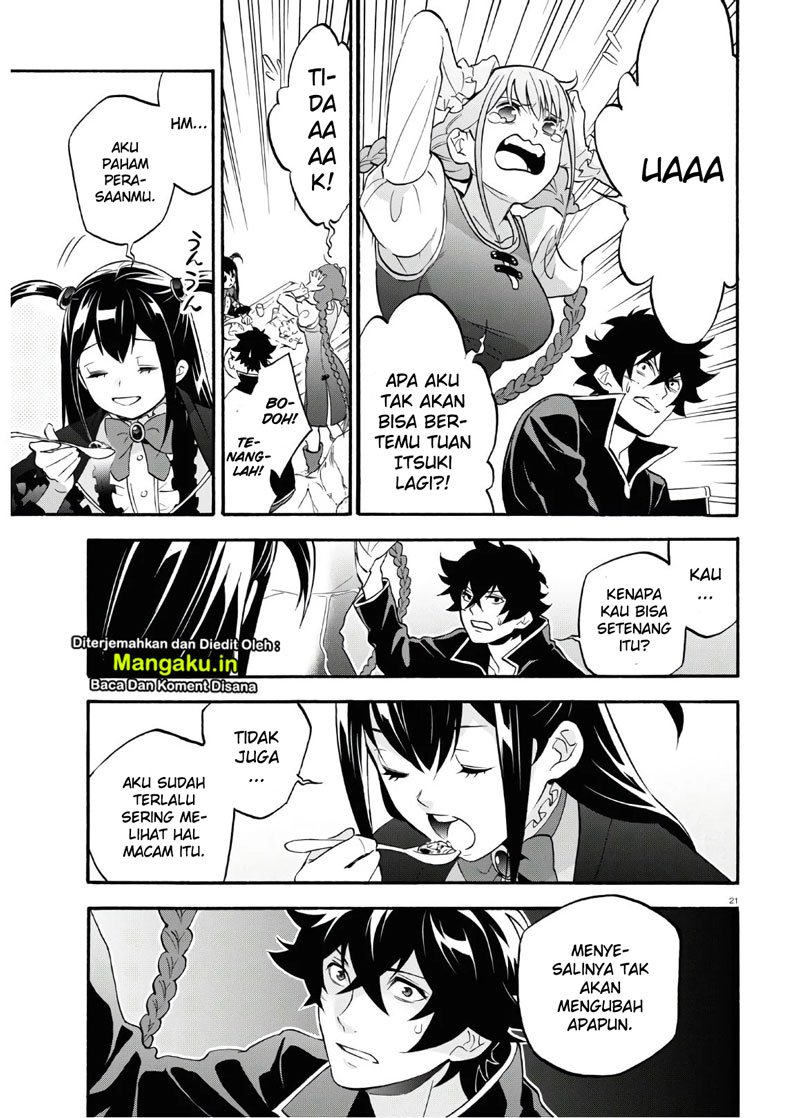 UAAA
APA AKU
TAK AKAN
BISA BER-
TEMU TUAN
ITSUKI
LAGI?!
TI-
DA
AA
AA
K!
BO-
DOH!
TE-
NANG-
LAH!
HM...
AKU
PAHAM
PERA-
SAANMU.
うんうん
KAU
...
KENAPA
KAU BISA
SETENANG
ITU?
Diterjemahkan dan Diedit Oleh :
Mangaku.in
Baca Dan Koment Disana
TIDAK
JUGA
...
AKU SUDAH
TERLALU
SERING ME-
LIHAT HAL
MACAM ITU.
21
MENYE-
SALINYA TAK
AKAN
MENGUBAH
APAPUN.